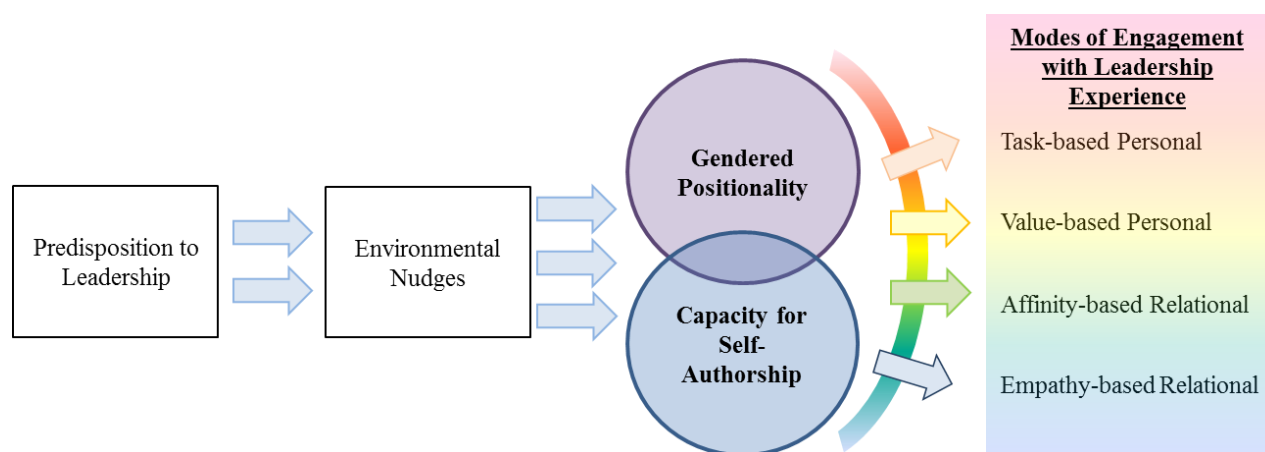 Predisposition to
Leadership
Environmental
Nudges
Gendered
Positionality
Capacity for
Self-
Authorship
Modes of Engagement
with Leadership
Experience
Task-based Personal
Value-based Personal
Affinity-based Relational
Empathy-based Relational